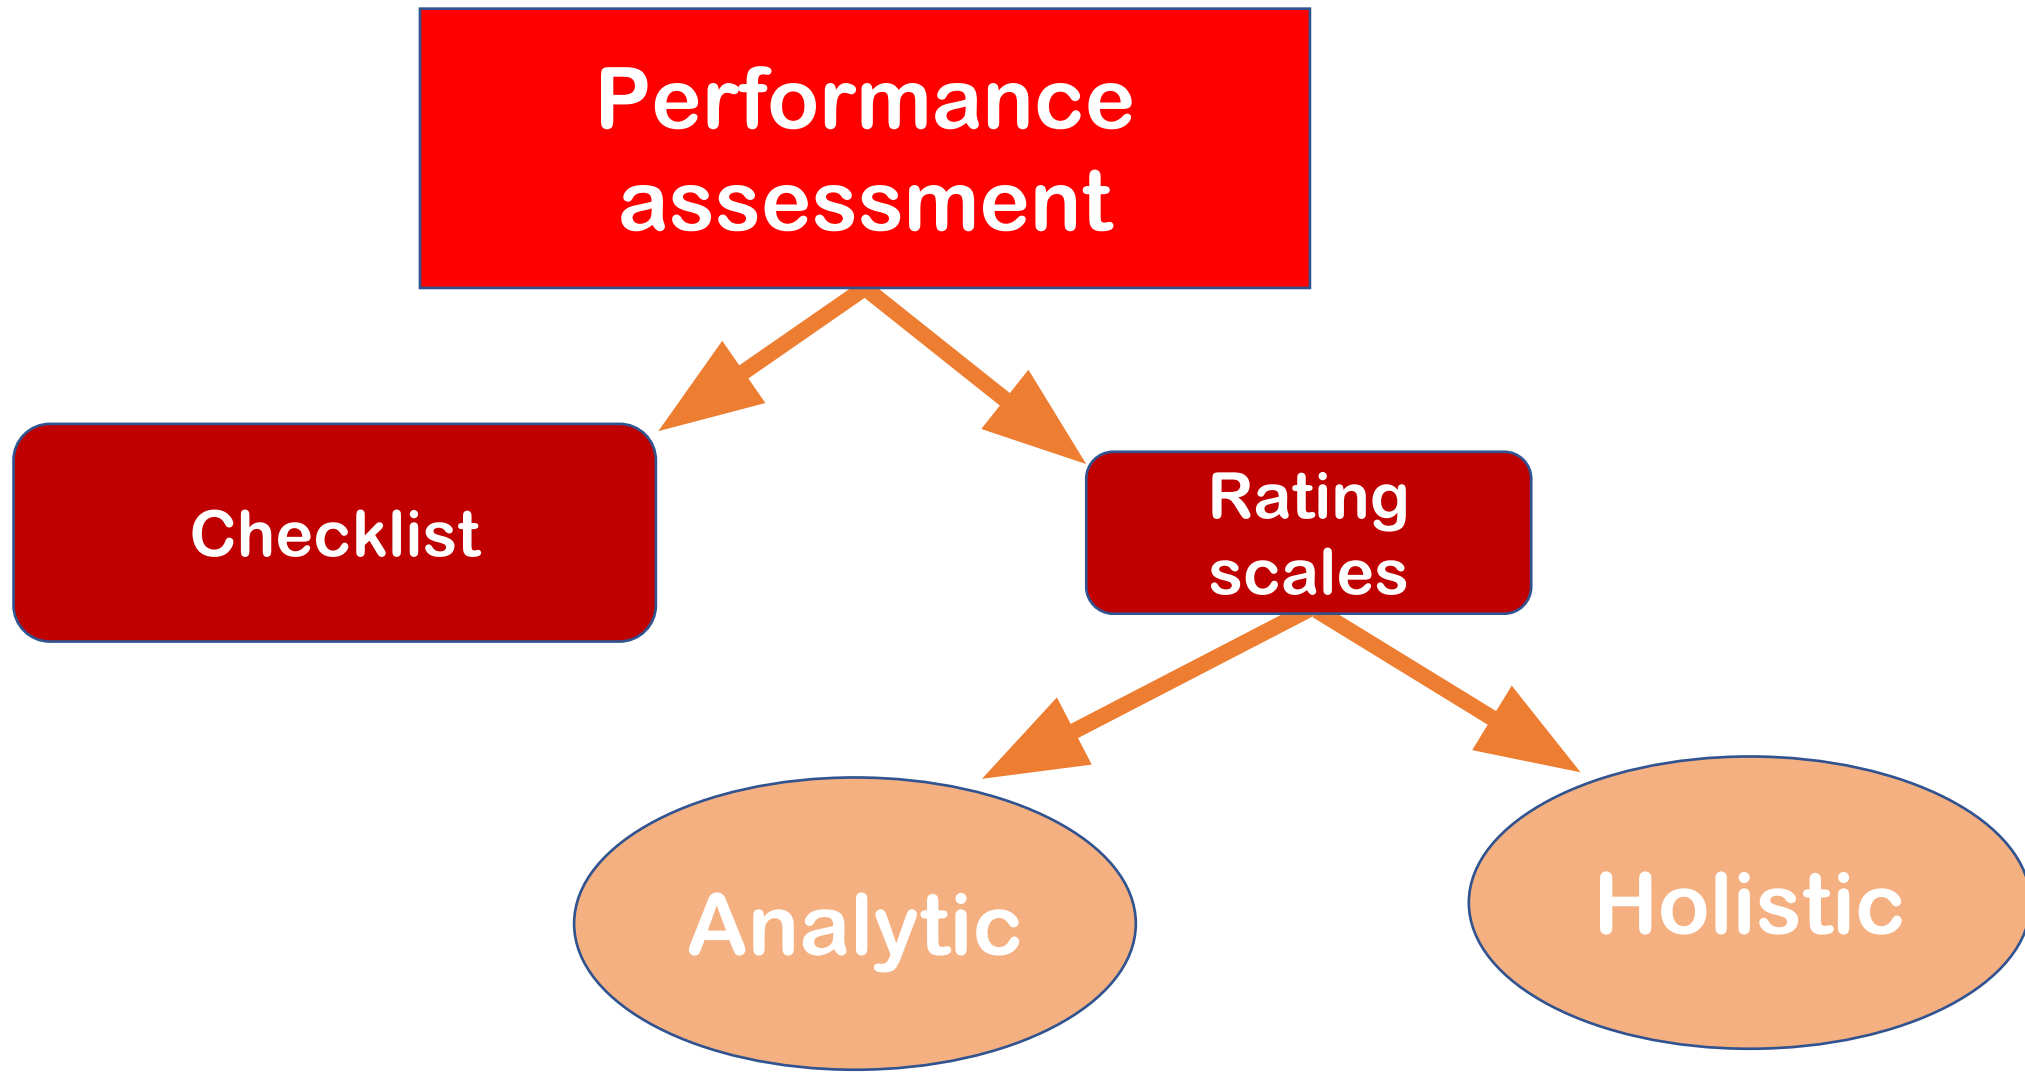 Performance
assessment
Checklist
Rating
scales
Analytic
Holistic